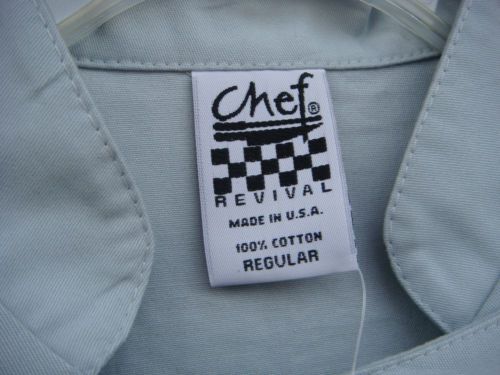 Chef®
REVIVAL
MADE IN U.S.A.
100% COTTON
REGULAR